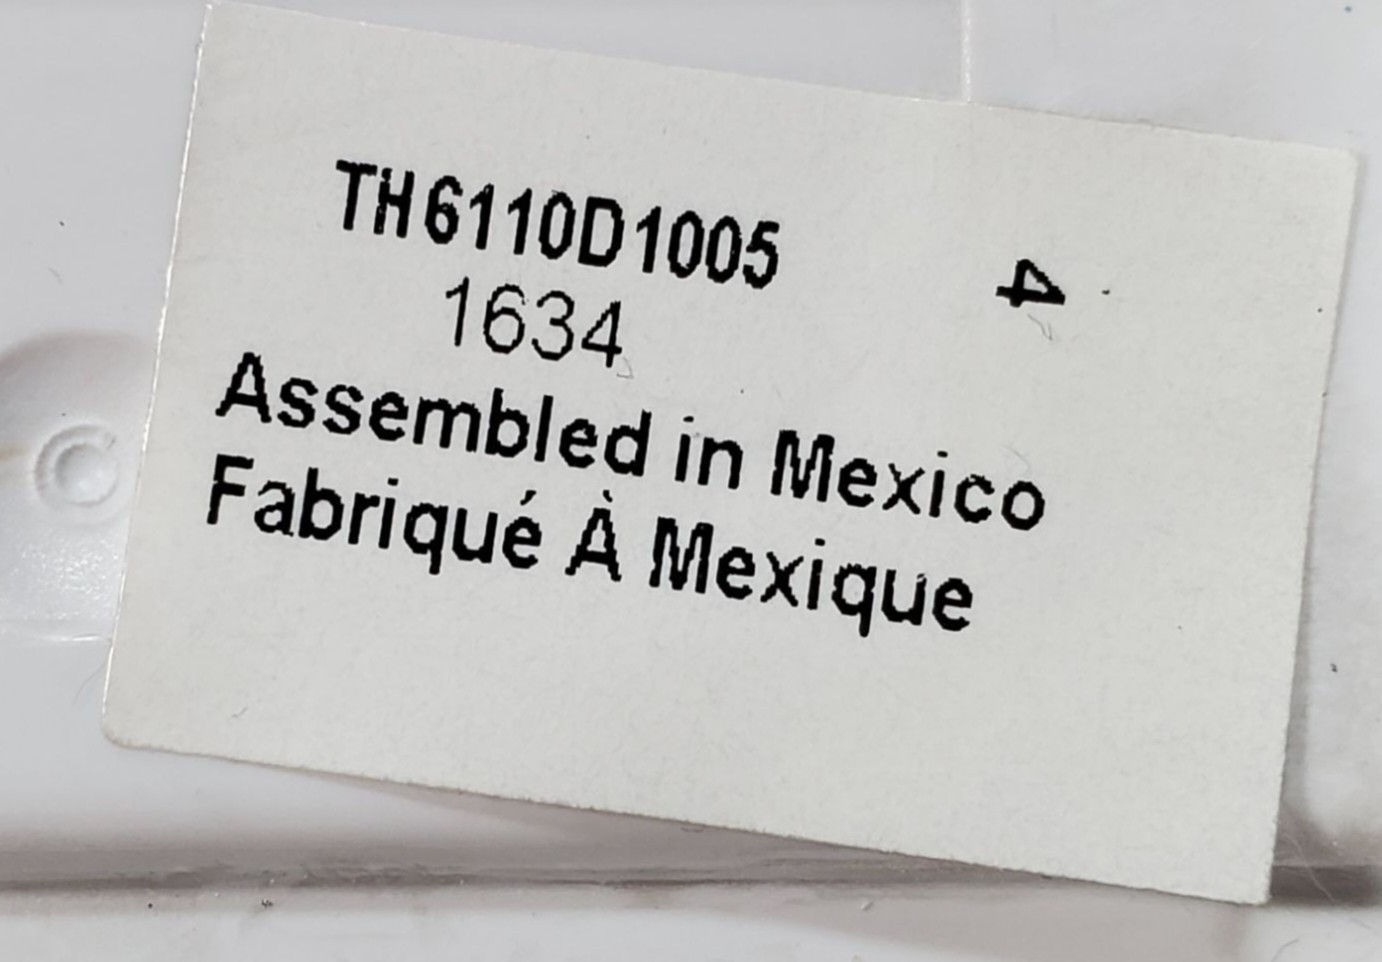 TH6110D1005
4
1634
Assembled in Mexico
Fabriqué À Mexique